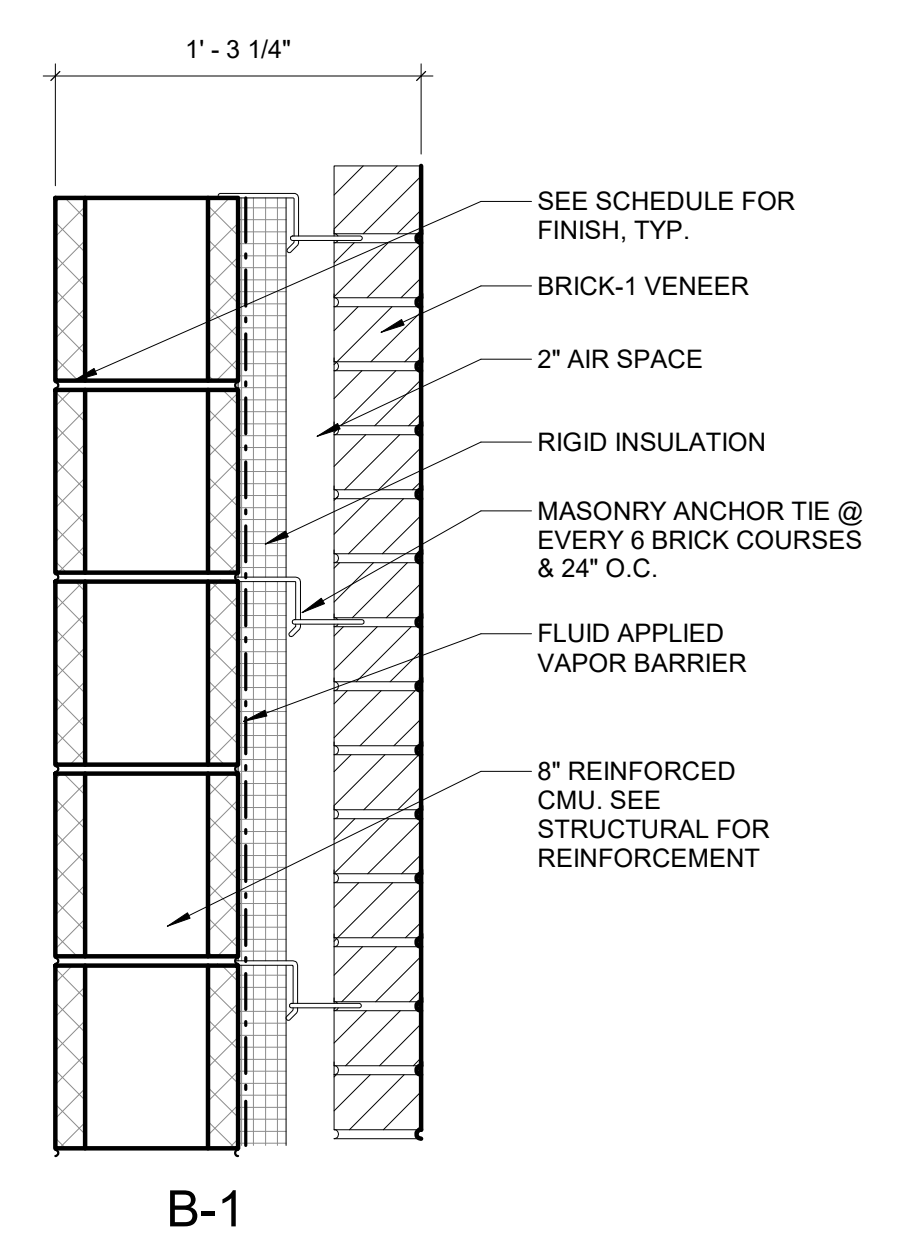 1' - 3 1/4"
SEE SCHEDULE FOR
FINISH, TYP.
BRICK-1 VENEER
2" AIR SPACE
RIGID INSULATION
MASONRY ANCHOR TIE @
EVERY 6 BRICK COURSES
& 24" O.C.
FLUID APPLIED
VAPOR BARRIER
8" REINFORCED
CMU. SEE
STRUCTURAL FOR
REINFORCEMENT
B-1